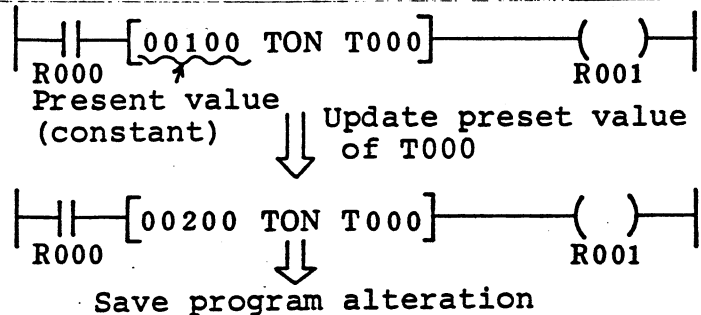 [00100 TON T000]
R000 R001
Present value
(constant)
Update preset value
of T000
[00200 TON T000]
R000 R001
Save program alteration